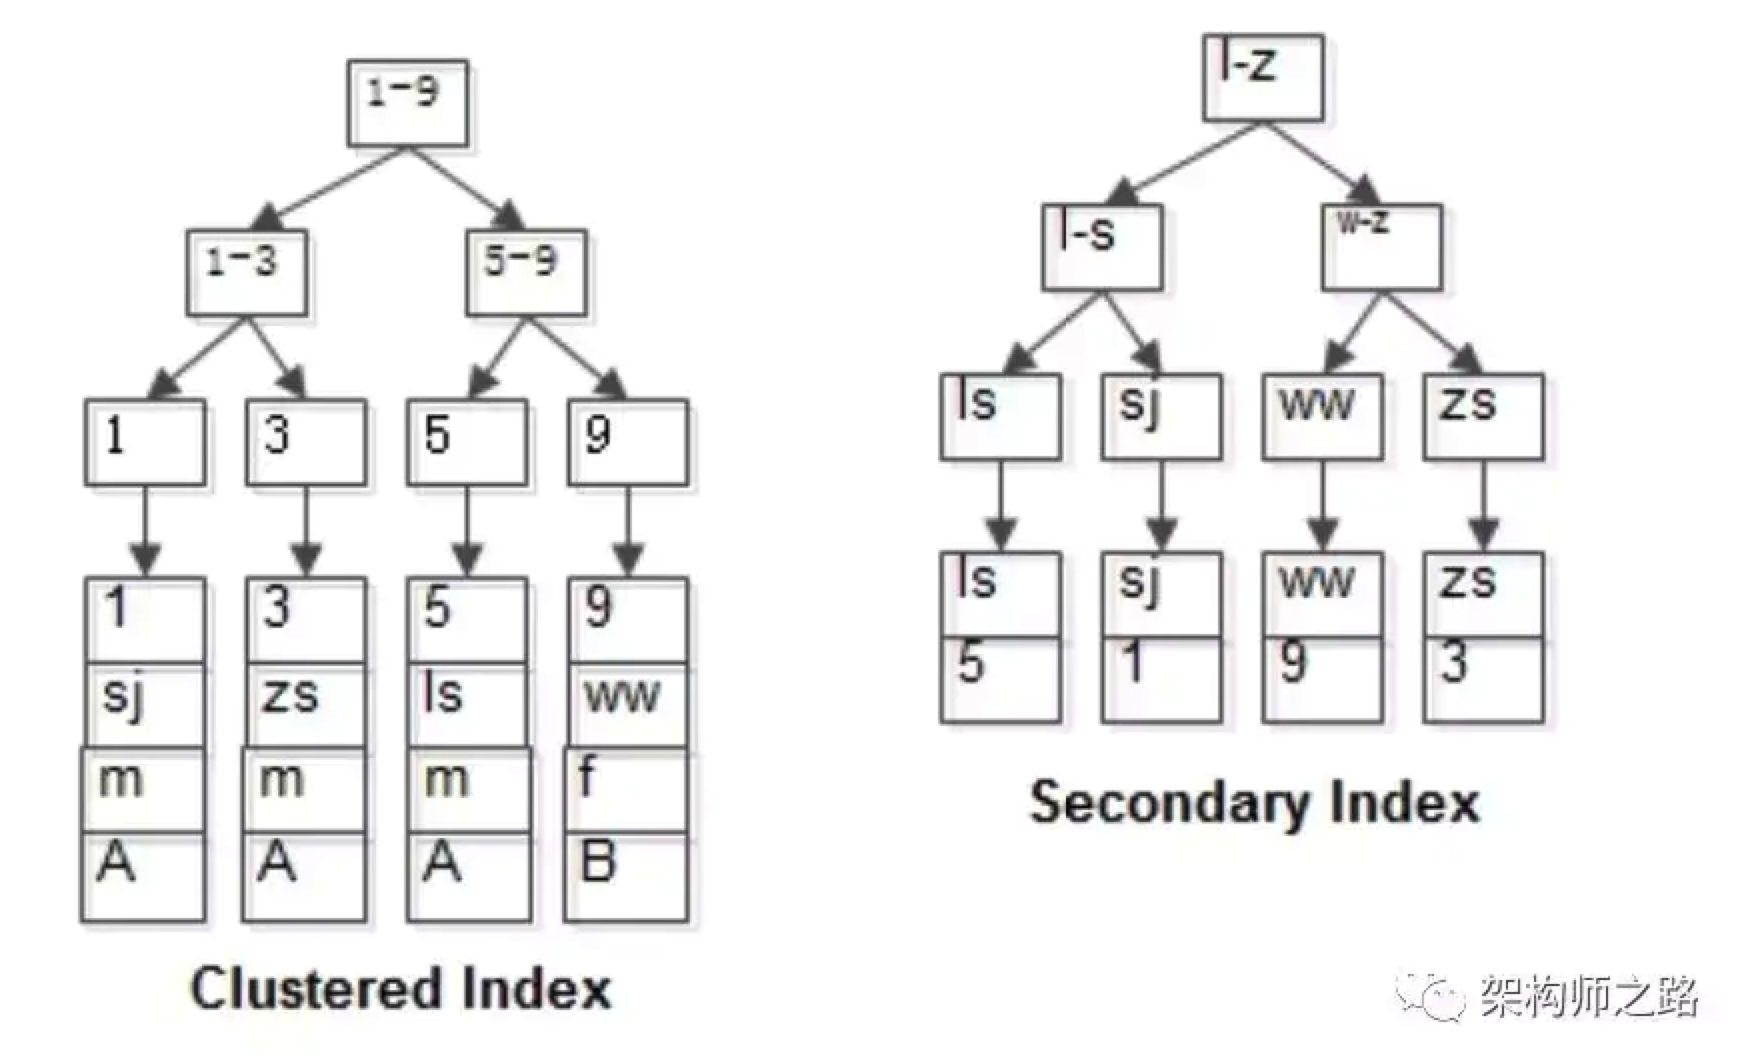 1-9
1-3
5-9
1
3
5
9
1
3
5
9
sj
zs
ls
ww
m
m
m
f
A
A
A
B
Clustered Index
l-z
l-s
w-z
ls
sj
ww
zs
ls
sj
ww
zs
5
1
9
3
Secondary Index
架构师之路